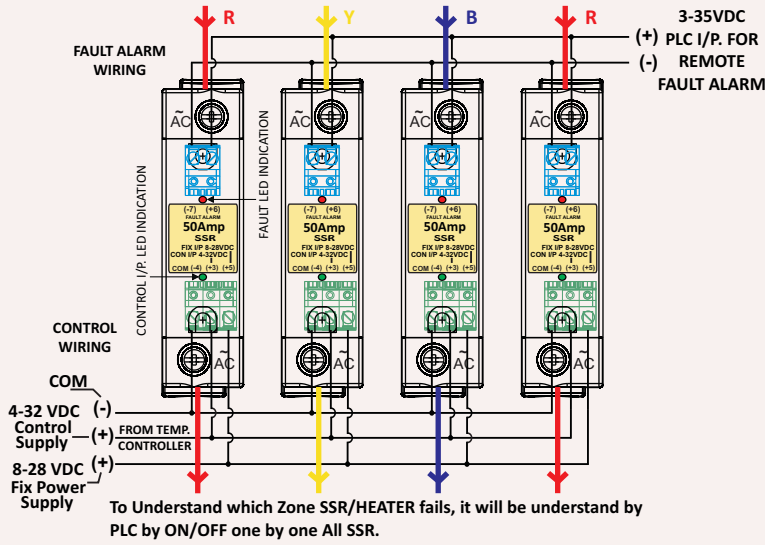 R
Y
B
R
3-35VDC
(+) PLC I/P. FOR
(-) REMOTE
FAULT ALARM
FAULT ALARM
WIRING
~
AC
~
AC
~
AC
~
AC
CONTROL I/P. LED INDICATION
FAULT LED INDICATION
(-7) (+6)
FAULT ALARM
50Amp
SSR
FIX I/P 8-28VDC
CON I/P 4-32VDC
COM (-4) (+3) (+5)
(-7) (+6)
FAULT ALARM
50Amp
SSR
FIX I/P 8-28VDC
CON I/P 4-32VDC
COM (-4) (+3) (+5)
(-7) (+6)
FAULT ALARM
50Amp
SSR
FIX I/P 8-28VDC
CON I/P 4-32VDC
COM (-4) (+3) (+5)
(-7) (+6)
FAULT ALARM
50Amp
SSR
FIX I/P 8-28VDC
CON I/P 4-32VDC
COM (-4) (+3) (+5)
CONTROL
WIRING
~
AC
~
AC
~
AC
~
AC
COM
4-32 VDC (-)
Control
Supply (+) FROM TEMP.
CONTROLLER
8-28 VDC (+)
Fix Power
Supply
To Understand which Zone SSR/HEATER fails, it will be understand by
PLC by ON/OFF one by one All SSR.